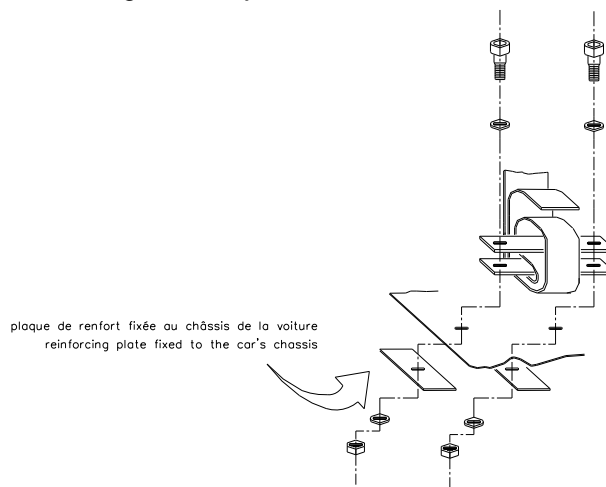 plaque de renfort fixée au châssis de la voiture
reinforcing plate fixed to the car's chassis